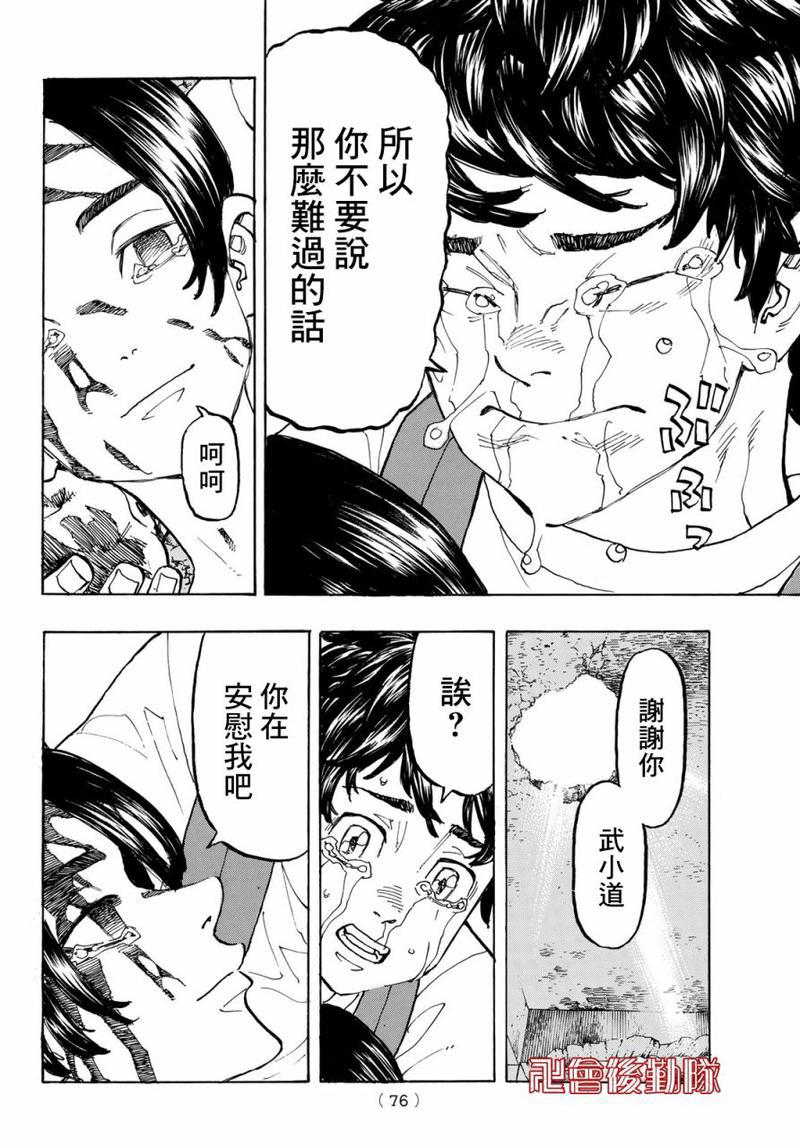 所以
你不要說
那麼難過的話
ぶふっ
呵呵
謝謝你
武小道
誒？
你在
安慰我吧
卍會後勤隊
（76）